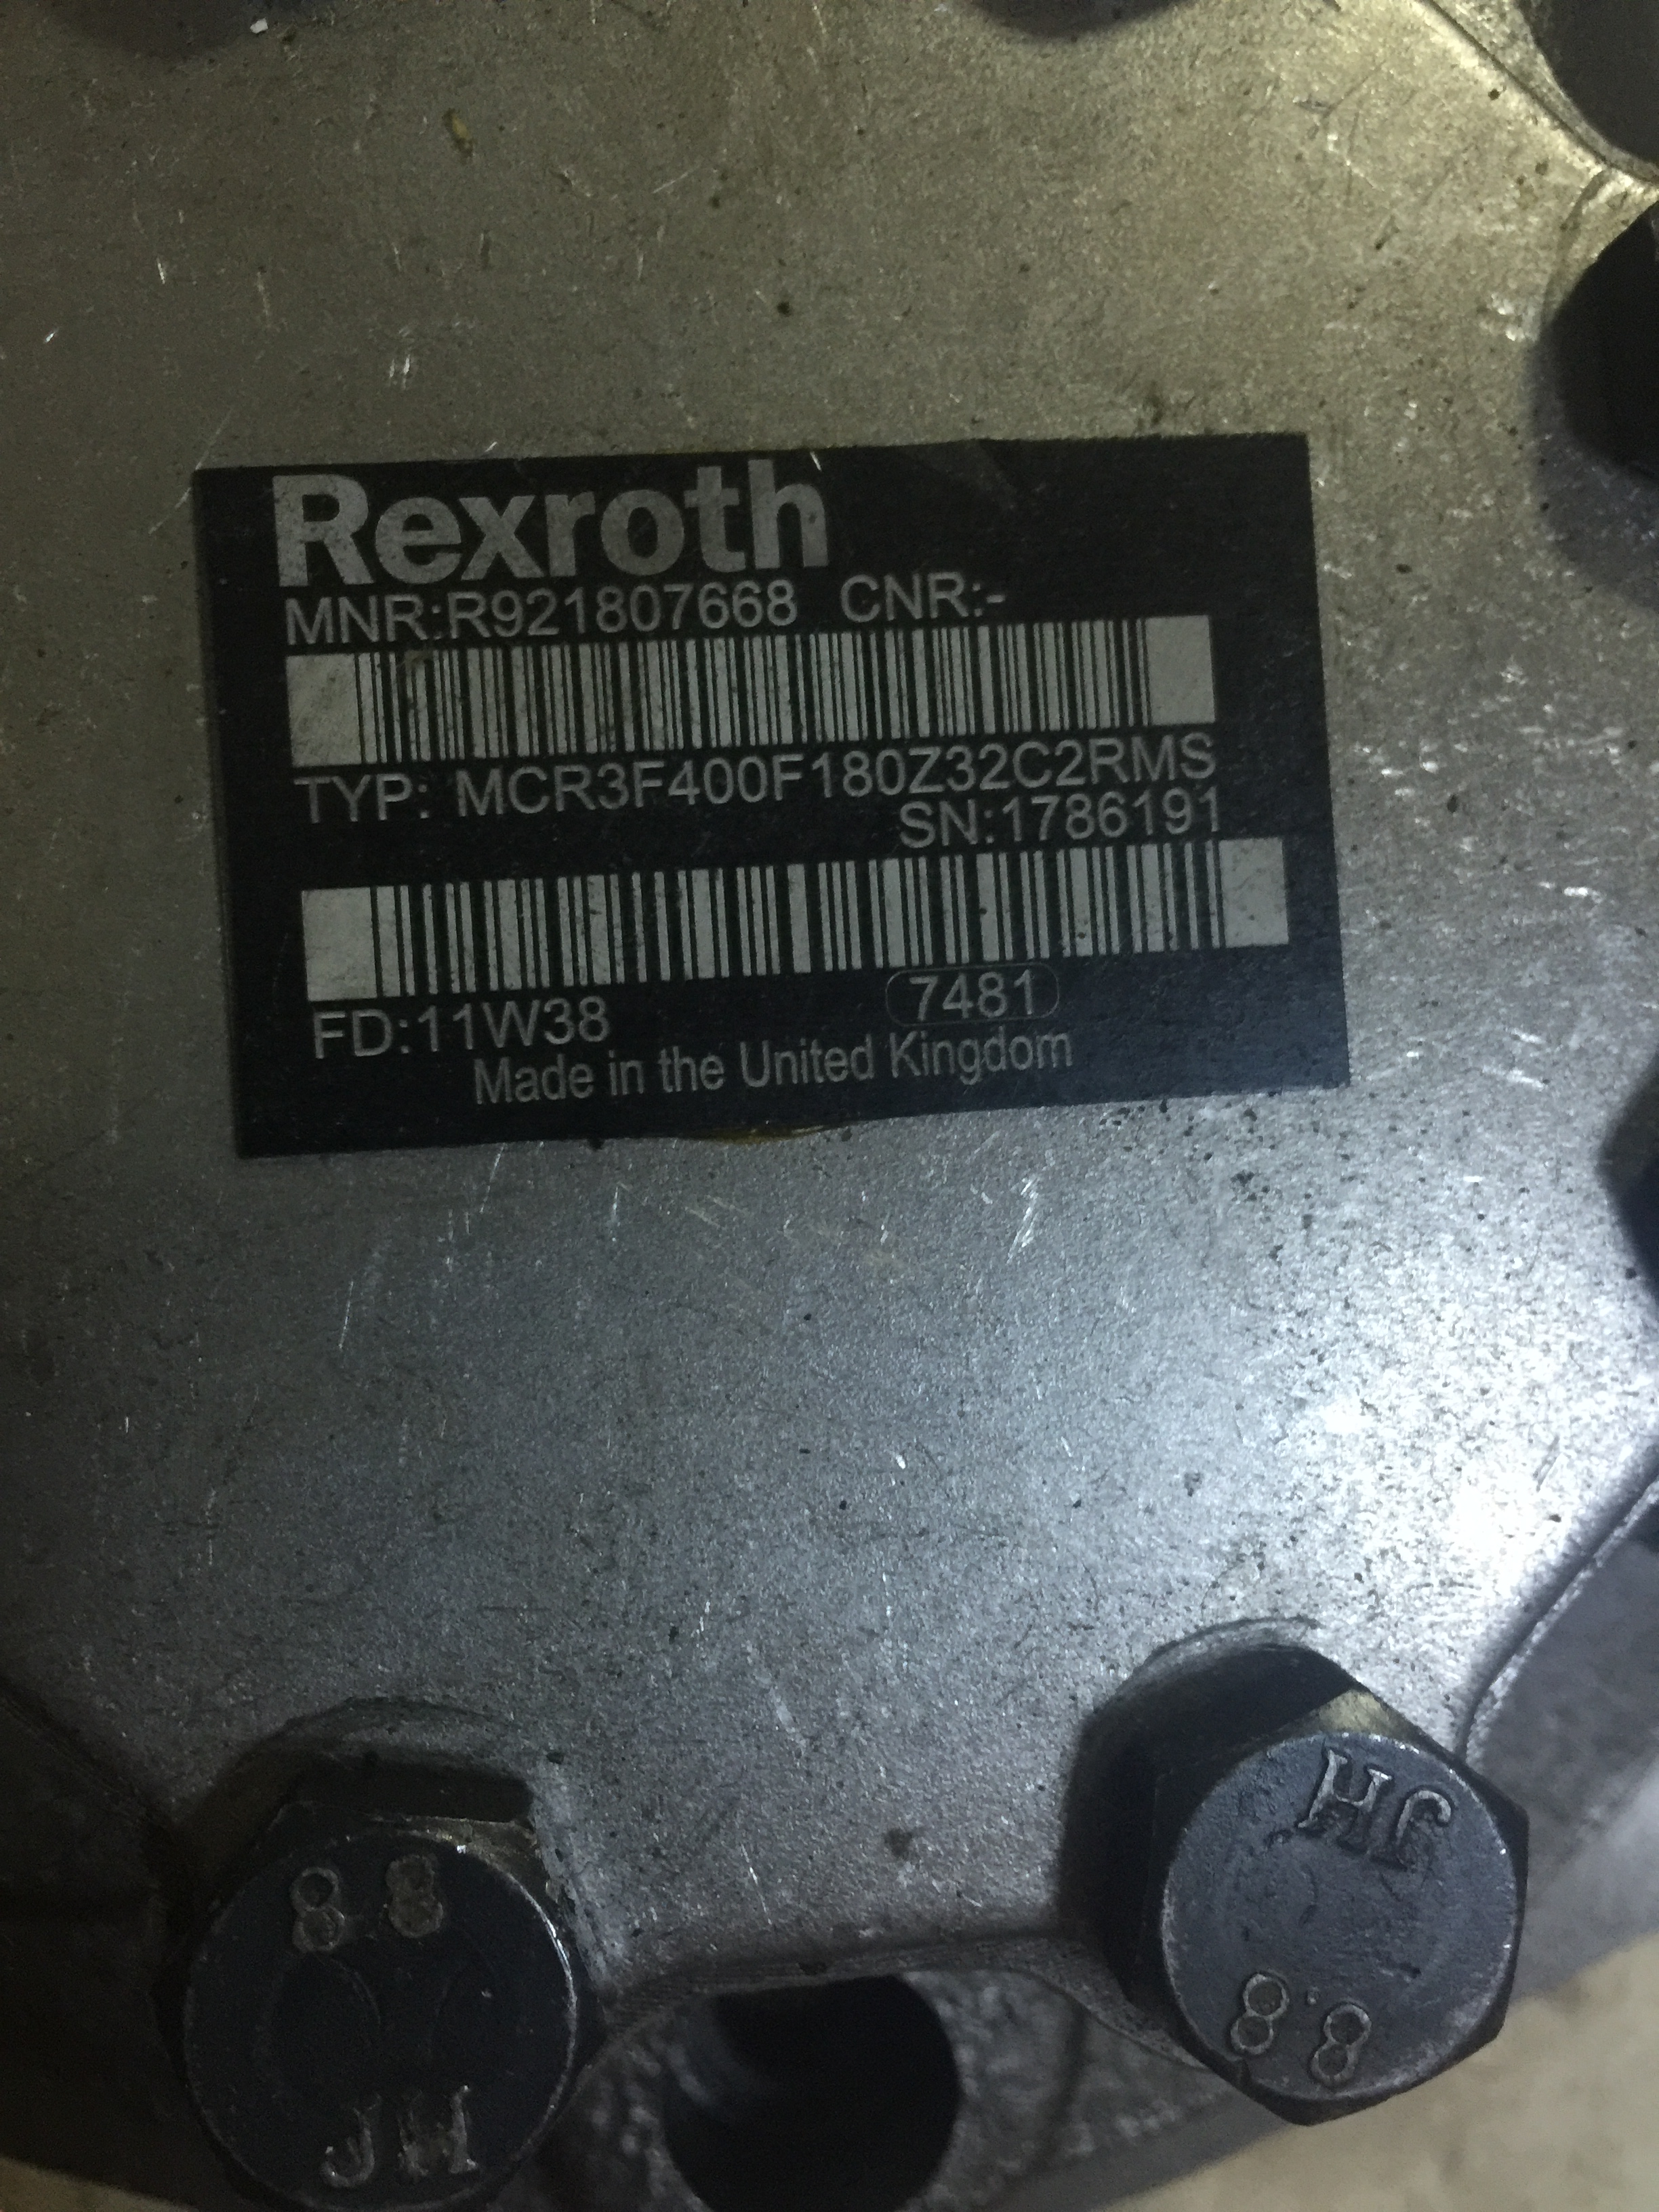 Rexroth
MNR:R921807668 CNR:-
TYP: MCR3F400F180Z32C2RMS
SN:1786191
FD:11W38
7481
Made in the United Kingdom
8.8
JH
JH
8.8